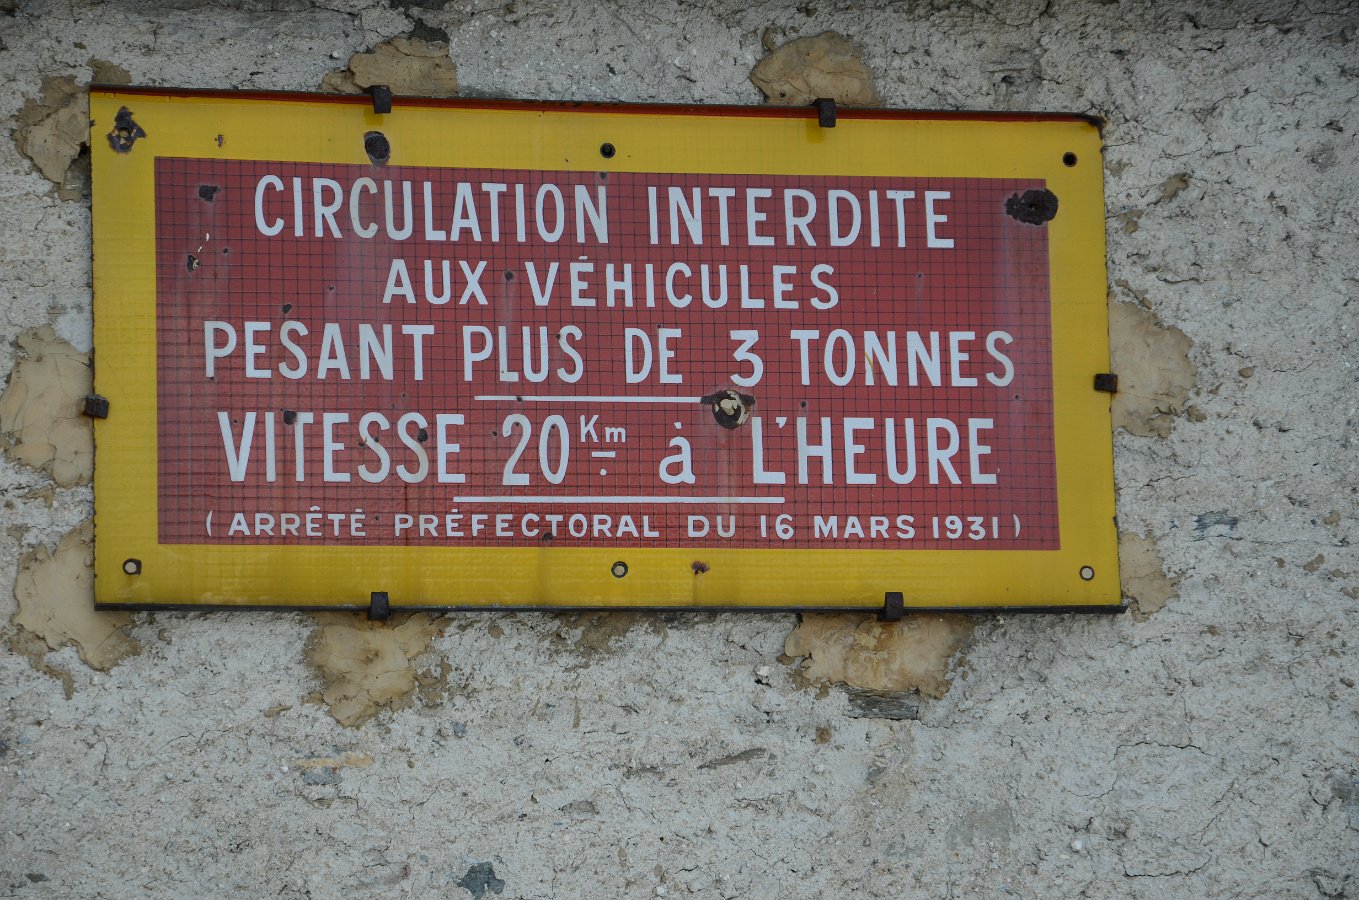 CIRCULATION INTERDITE
AUX VÉHICULES
PESANT PLUS DE 3 TONNES
VITESSE 20 Km à L'HEURE
(ARRÊTÉ PRÉFECTORAL DU 16 MARS 1931)